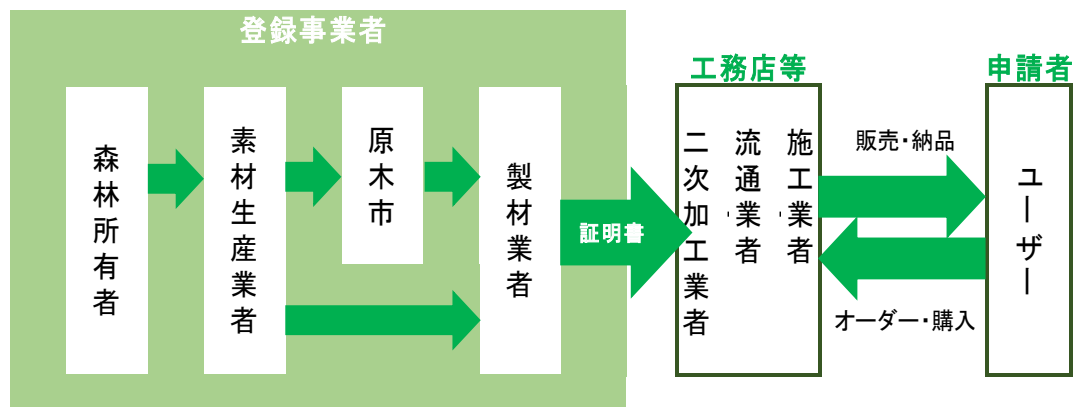 登録事業者
森林所有者
素材生産業者
原木市
製材業者
証明書
工務店等
施工業者・
流通業者・
二次加工業者
販売・納品
オーダー・購入
申請者
ユーザー